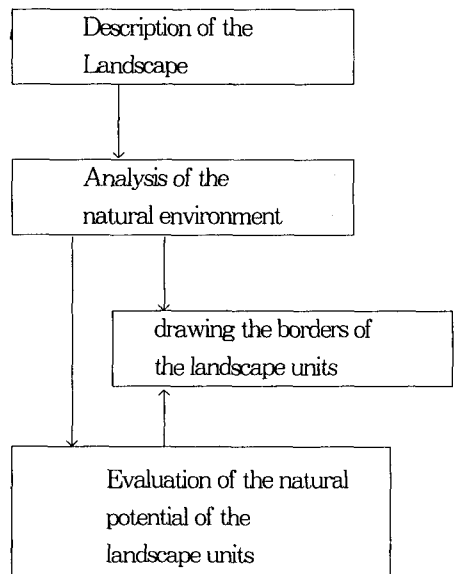 Description of the
Landscape
Analysis of the
natural environment
drawing the borders of
the landscape units
Evaluation of the natural
potential of the
landscape units